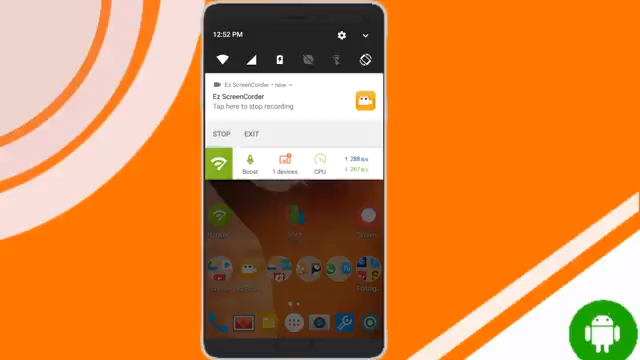 12:52 PM
Ez ScreenCorder • now
Ez ScreenCorder
Tap here to stop recording
STOP EXIT
Boost 1 devices CPU
↑ 288 B/s
↓ 267 B/s